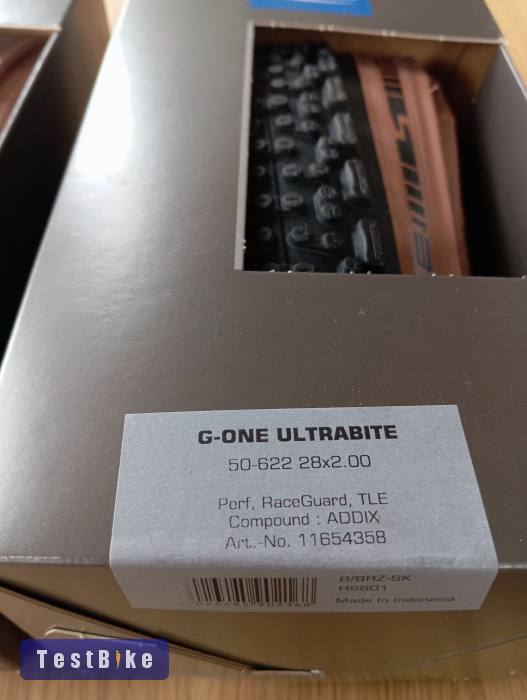 G-ONE ULTRABITE
50-622 28x2.00
Perf, RaceGuard, TLE
Compound : ADDIX
Art.-No. 11654358
B/BRZ-SK
HS601
Made in Indonesia
TestBike